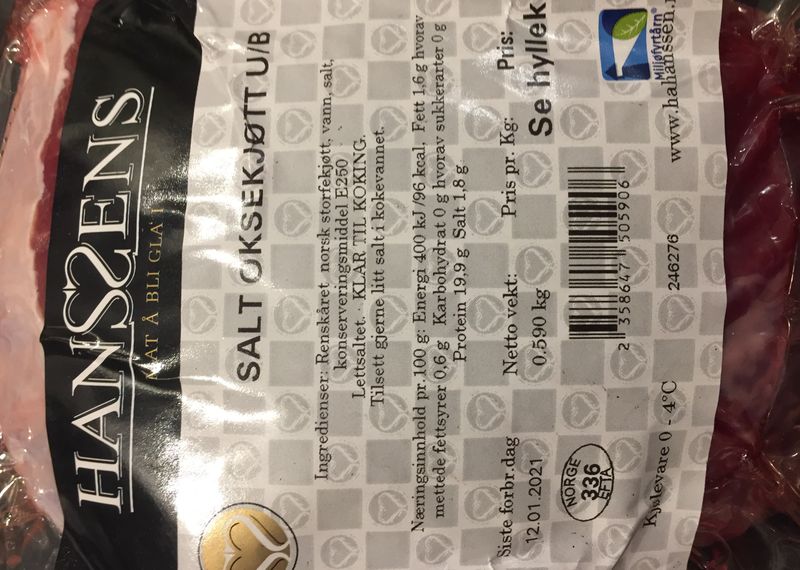 HANSSENS
MAT Å BLI GLA' I
SALT OKSEKJØTT U/B
Ingredienser: Renskåret norsk storfekjøtt, vann, salt,
konserveringsmiddel E250
Lettsaltet. KLAR TIL KOKING.
Tilsett gjerne litt salt i kokevannet.
Næringsinnhold pr.100 g: Energi 400 kJ/96 kcal, Fett 1,6 g hvorav
mettede fettsyrer 0,6 g Karbohydrat 0 g hvorav sukkerarter 0 g
Protein 19,9 g Salt 1,8 g
Siste forbr.dag Netto vekt: Pris pr. Kg: Pris:
12.01.2021 0.590 kg Se hyllek
NORGE
336
EFTA
2 358647 505906
Miljøfyrtårn®
Kjølevare 0 - 4°C 246276 www.hahanssen.